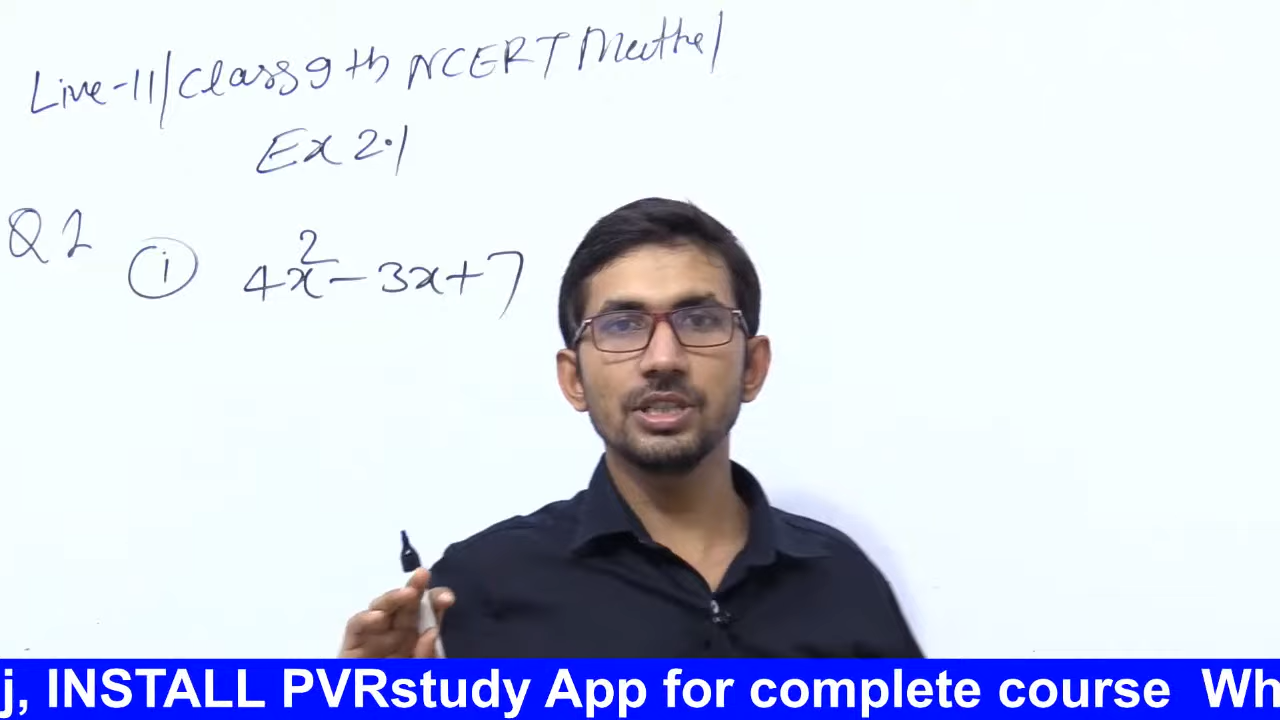 Live-11/Class 9th NCERT Maths/
Ex 2.1
Q 1
i 4x² - 3x + 7
j, INSTALL PVRstudy App for complete course Wh